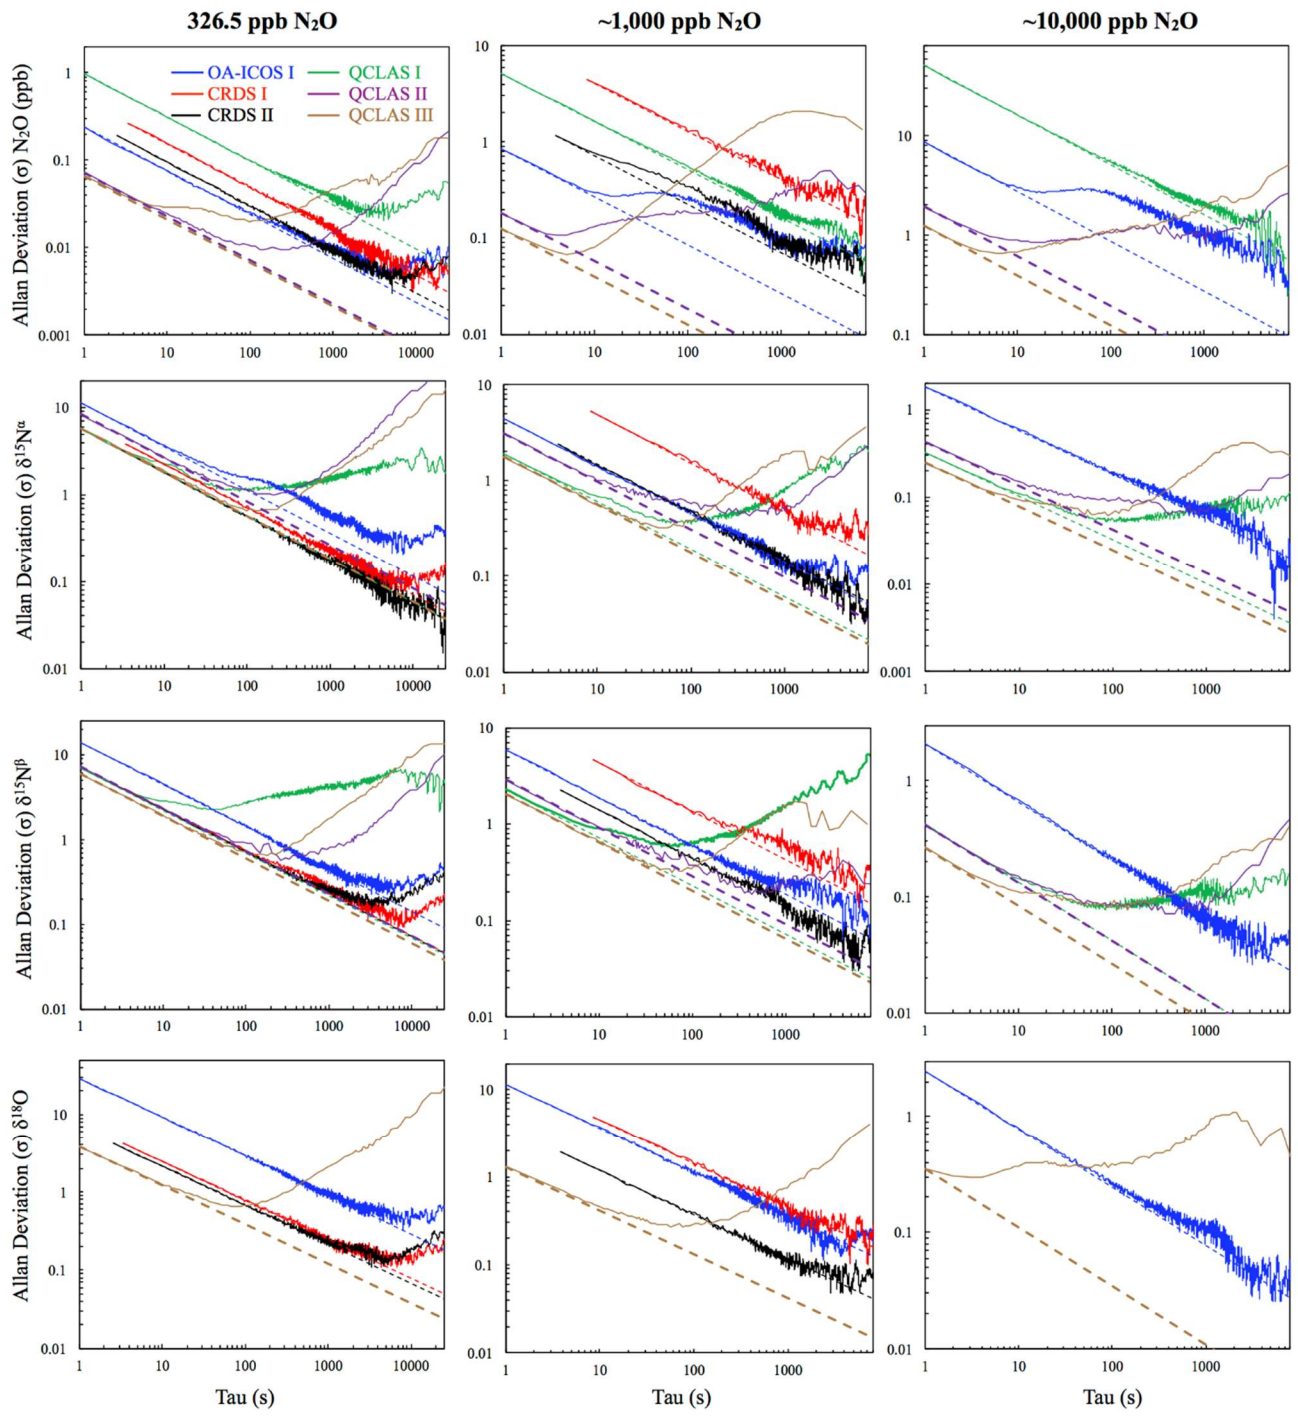 326.5 ppb N₂O ~1,000 ppb N₂O ~10,000 ppb N₂O
Allan Deviation (σ) N₂O (ppb)
OA-ICOS I QCLAS I
CRDS I QCLAS II
CRDS II QCLAS III
1
0.1
0.01
0.001
1 10 100 1000 10000
10
1
0.1
0.01
1 10 100 1000
10
1
0.1
1 10 100 1000
Allan Deviation (σ) δ¹⁵Nᵅ
10
1
0.1
0.01
1 10 100 1000 10000
10
1
0.1
0.01
1 10 100 1000
1
0.1
0.01
0.001
1 10 100 1000
Allan Deviation (σ) δ¹⁵Nᵝ
10
1
0.1
0.01
1 10 100 1000 10000
10
1
0.1
0.01
1 10 100 1000
1
0.1
0.01
1 10 100 1000
Allan Deviation (σ) δ¹⁸O
10
1
0.1
0.01
1 10 100 1000 10000
10
1
0.1
0.01
1 10 100 1000
1
0.1
0.01
1 10 100 1000
Tau (s) Tau (s) Tau (s)